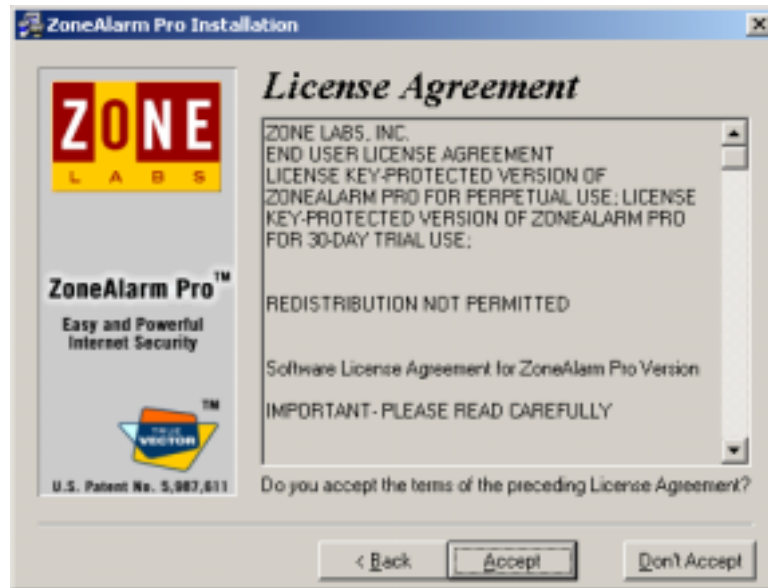 ZoneAlarm Pro Installation
ZONE
LABS
ZoneAlarm Pro™
Easy and Powerful
Internet Security
TRUE
VECTOR
TM
U.S. Patent No. 5,987,611
License Agreement
ZONE LABS, INC.
END USER LICENSE AGREEMENT
LICENSE KEY-PROTECTED VERSION OF
ZONEALARM PRO FOR PERPETUAL USE; LICENSE
KEY-PROTECTED VERSION OF ZONEALARM PRO
FOR 30-DAY TRIAL USE;
REDISTRIBUTION NOT PERMITTED
Software License Agreement for ZoneAlarm Pro Version
IMPORTANT- PLEASE READ CAREFULLY
Do you accept the terms of the preceding License Agreement?
< Back
Accept
Don't Accept